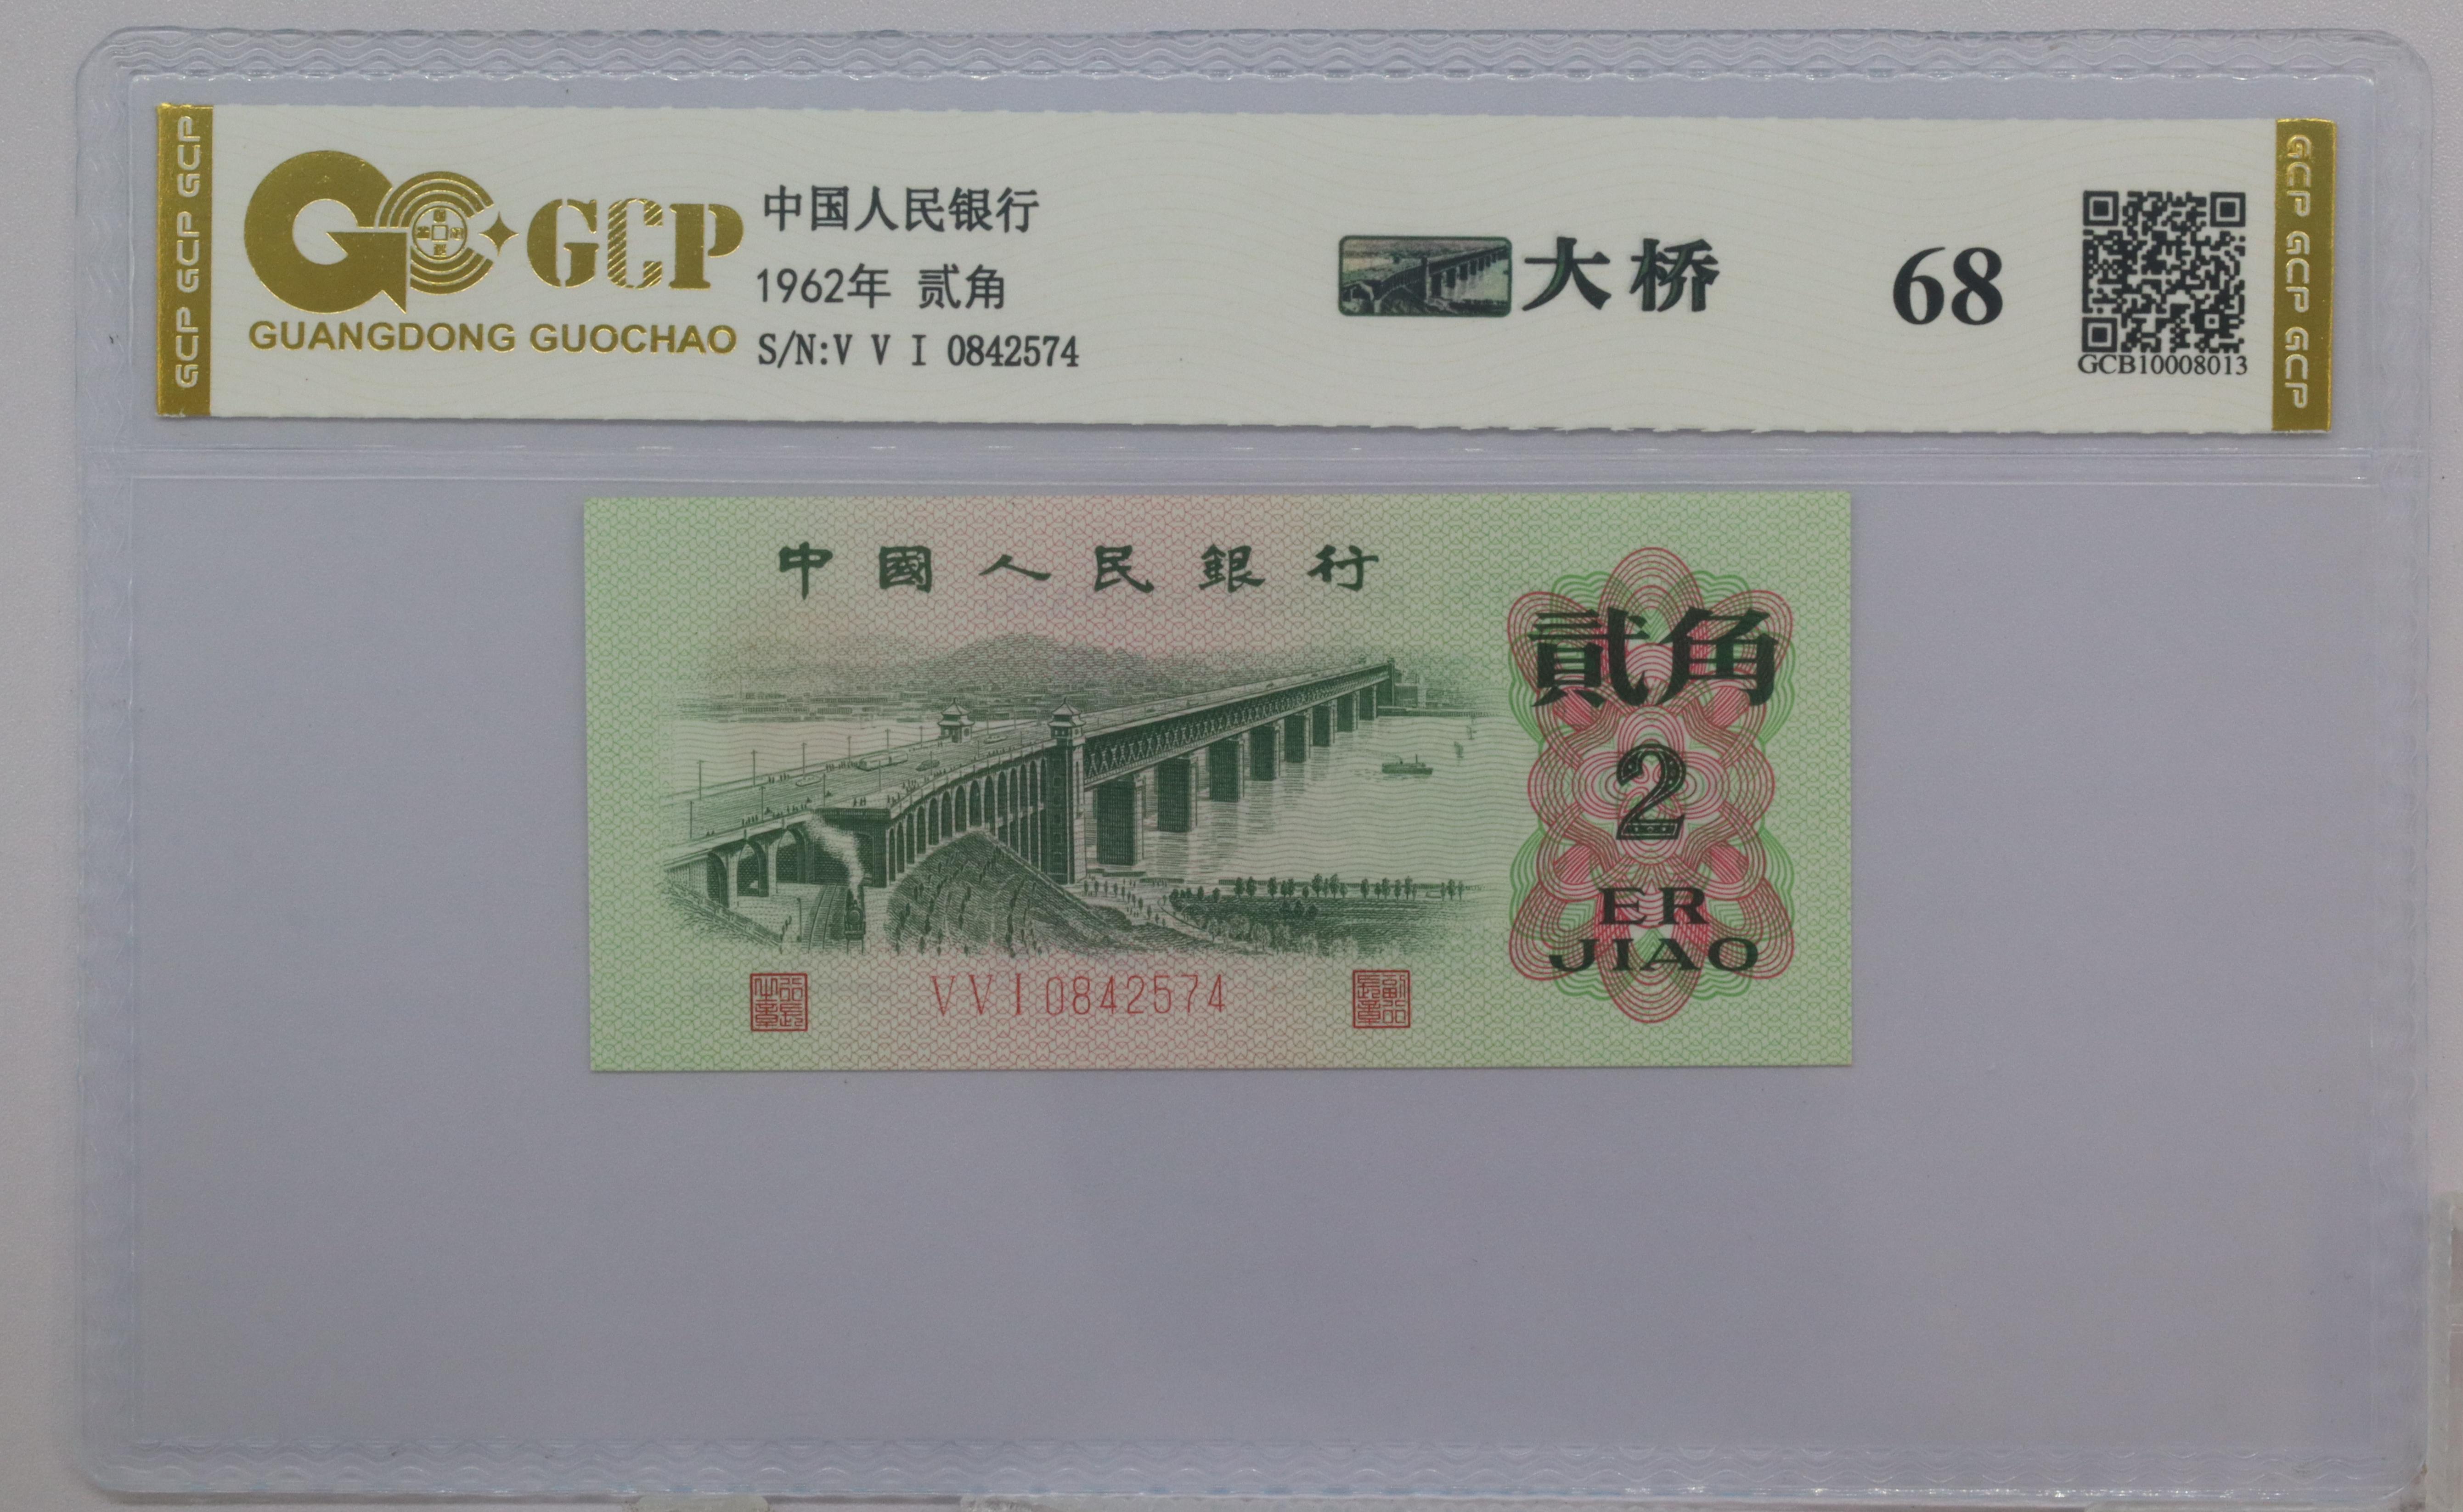 GCP GCP GCP
GCP
GUANGDONG GUOCHAO
中国人民银行
1962年 贰角
S/N:V V I 0842574
大桥
68
GCB10008013
GCP GCP GCP
中國人民銀行
貳角
2
ER
JIAO
VVI0842574